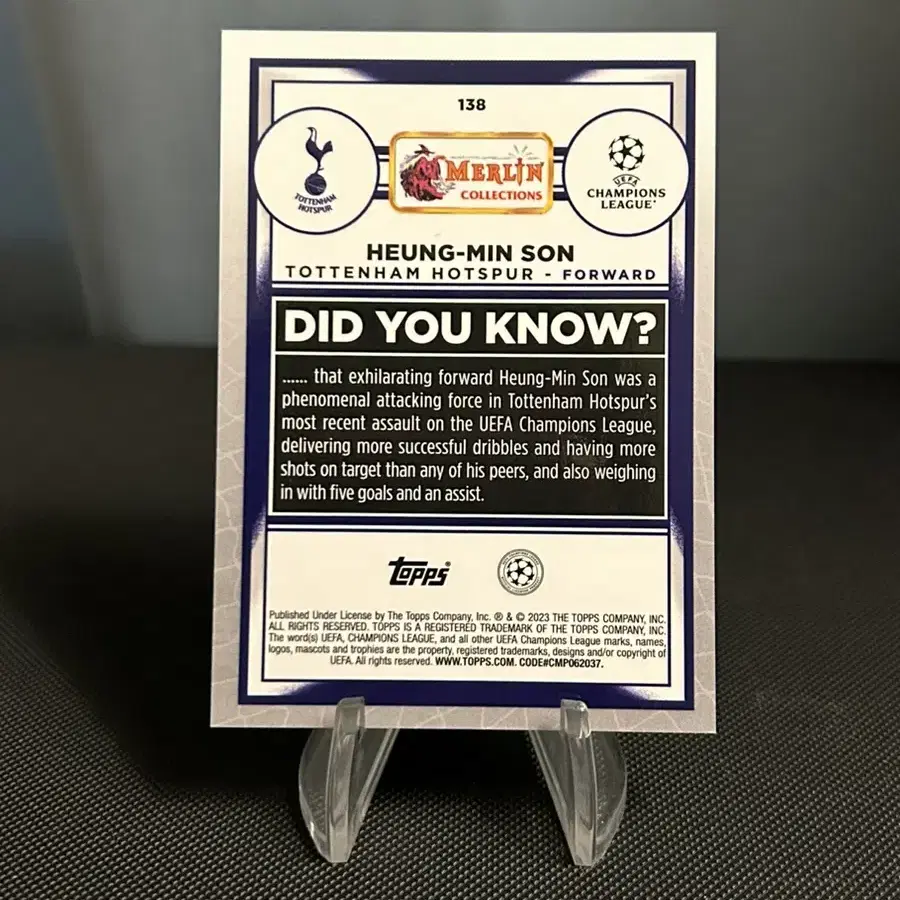 138
TOTTENHAM
HOTSPUR
MERLIN
COLLECTIONS
UEFA
CHAMPIONS
LEAGUE
HEUNG-MIN SON
TOTTENHAM HOTSPUR - FORWARD
DID YOU KNOW?
...... that exhilarating forward Heung-Min Son was a
phenomenal attacking force in Tottenham Hotspur's
most recent assault on the UEFA Champions League,
delivering more successful dribbles and having more
shots on target than any of his peers, and also weighing
in with five goals and an assist.
Topps®
Published Under License by The Topps Company, Inc. ® & © 2023 THE TOPPS COMPANY, INC.
ALL RIGHTS RESERVED. TOPPS IS A REGISTERED TRADEMARK OF THE TOPPS COMPANY, INC.
The word(s) UEFA, CHAMPIONS LEAGUE, and all other UEFA Champions League marks, names,
logos, mascots and trophies are the property, registered trademarks, designs and/or copyright of
UEFA. All rights reserved. WWW.TOPPS.COM. CODE#CMP062037.